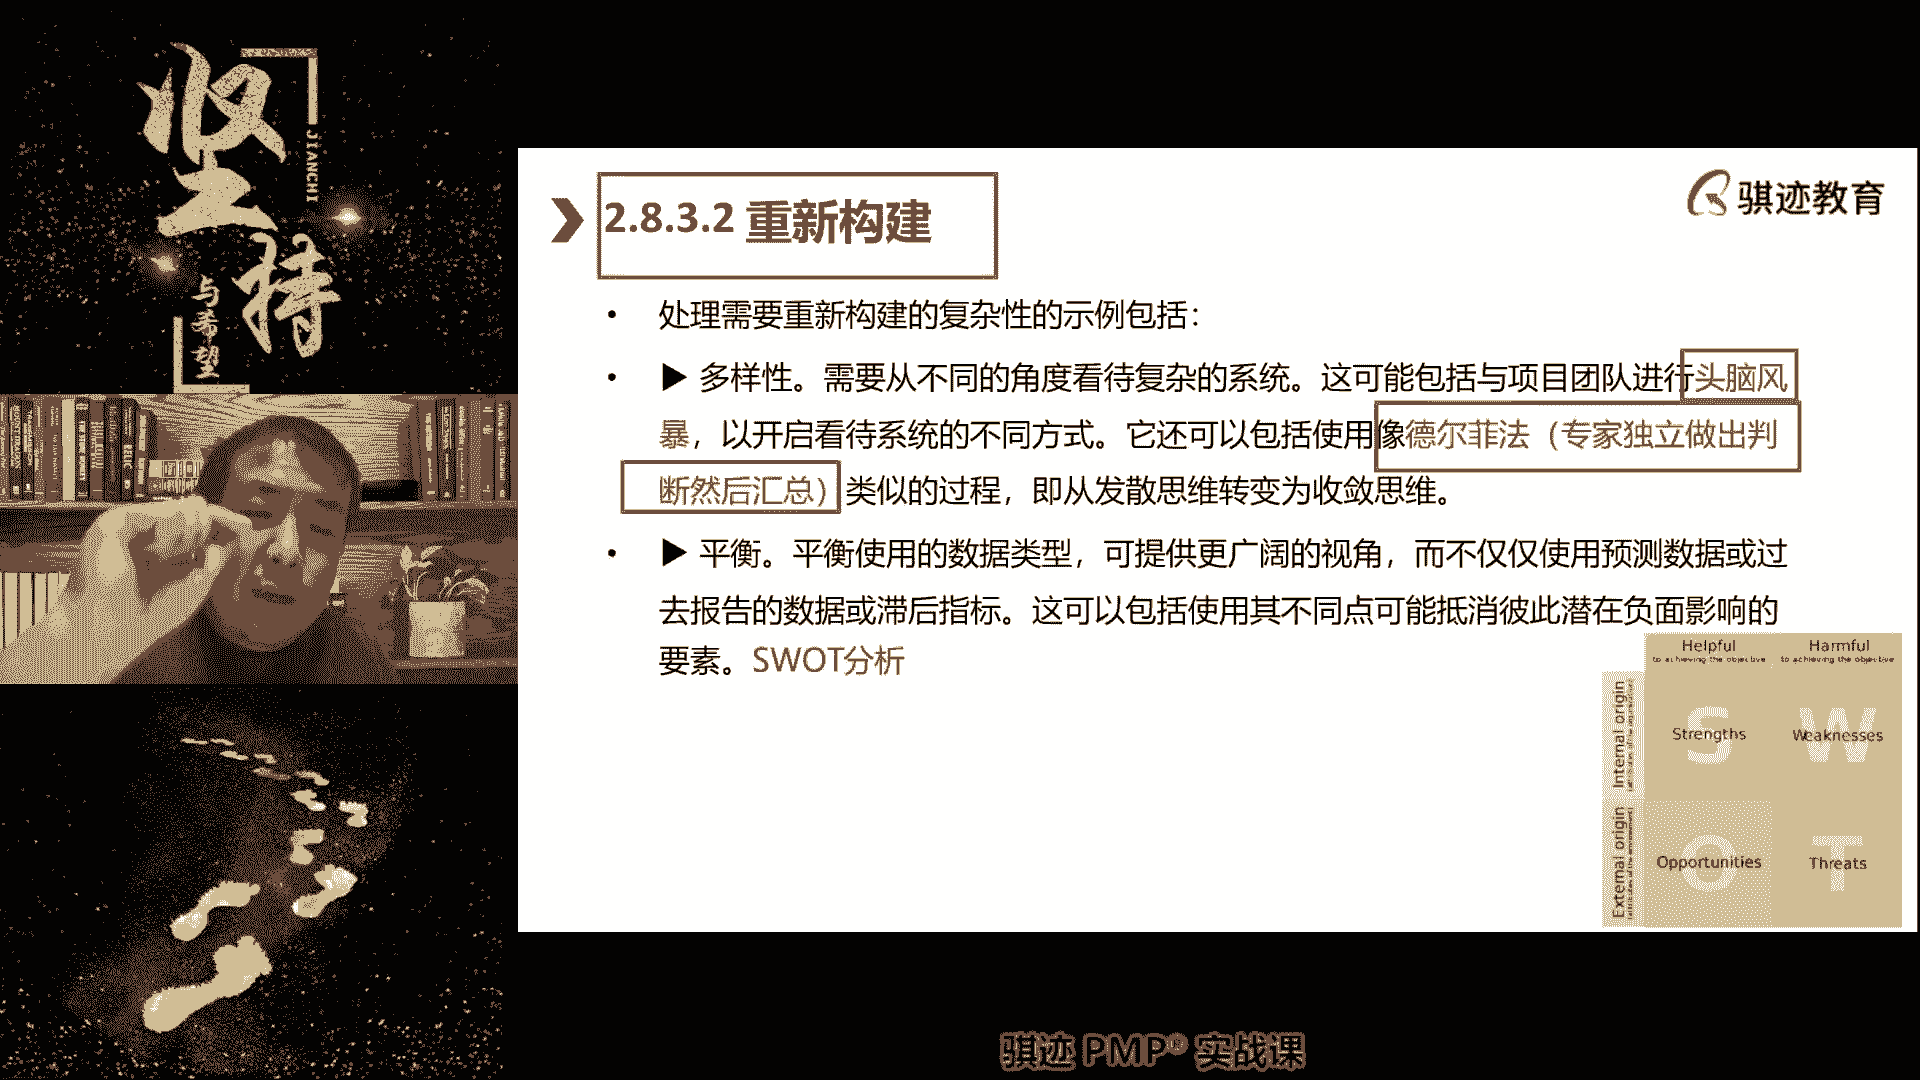 坚持
JIANCHI
与希望
骐迹教育
2.8.3.2 重新构建
• 处理需要重新构建的复杂性的示例包括：
• ▶ 多样性。需要从不同的角度看待复杂的系统。这可能包括与项目团队进行头脑风
暴，以开启看待系统的不同方式。它还可以包括使用像德尔菲法（专家独立做出判
断然后汇总）类似的过程，即从发散思维转变为收敛思维。
• ▶ 平衡。平衡使用的数据类型，可提供更广阔的视角，而不仅仅使用预测数据或过
去报告的数据或滞后指标。这可以包括使用其不同点可能抵消彼此潜在负面影响的
要素。SWOT分析
Helpful
to achieving the objective
Harmful
to achieving the objective
Internal origin
S
Strengths
W
Weaknesses
External origin
O
Opportunities
T
Threats
骐迹 PMP® 实战课